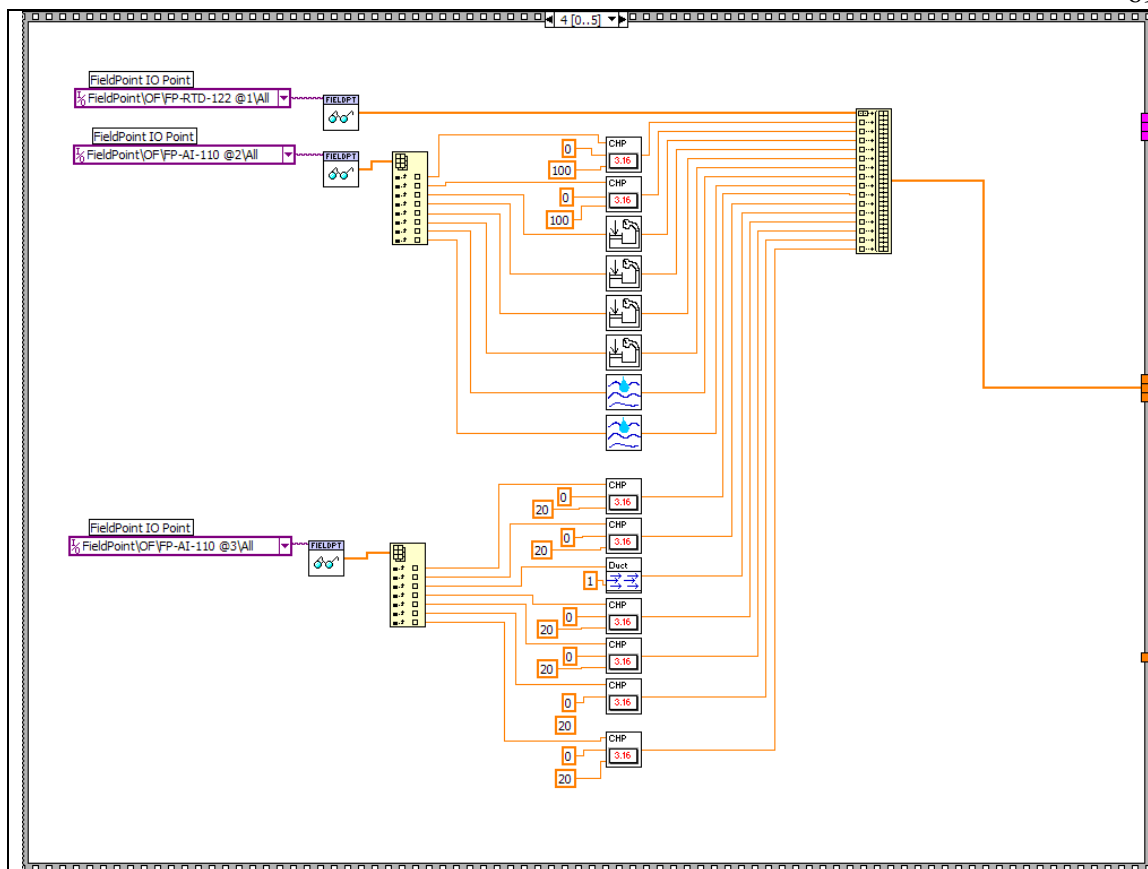 4 [0..5]
FieldPoint IO Point
FieldPoint\OF\FP-RTD-122 @1\All
FIELDPT
FieldPoint IO Point
FieldPoint\OF\FP-AI-110 @2\All
FIELDPT
CHP
0
3.16
100
CHP
0
3.16
100
CHP
0
3.16
20
FieldPoint IO Point
CHP
0
3.16
20
FieldPoint\OF\FP-AI-110 @3\All
FIELDPT
Duct
1
CHP
0
3.16
20
CHP
0
3.16
20
CHP
0
3.16
20
CHP
0
3.16
20